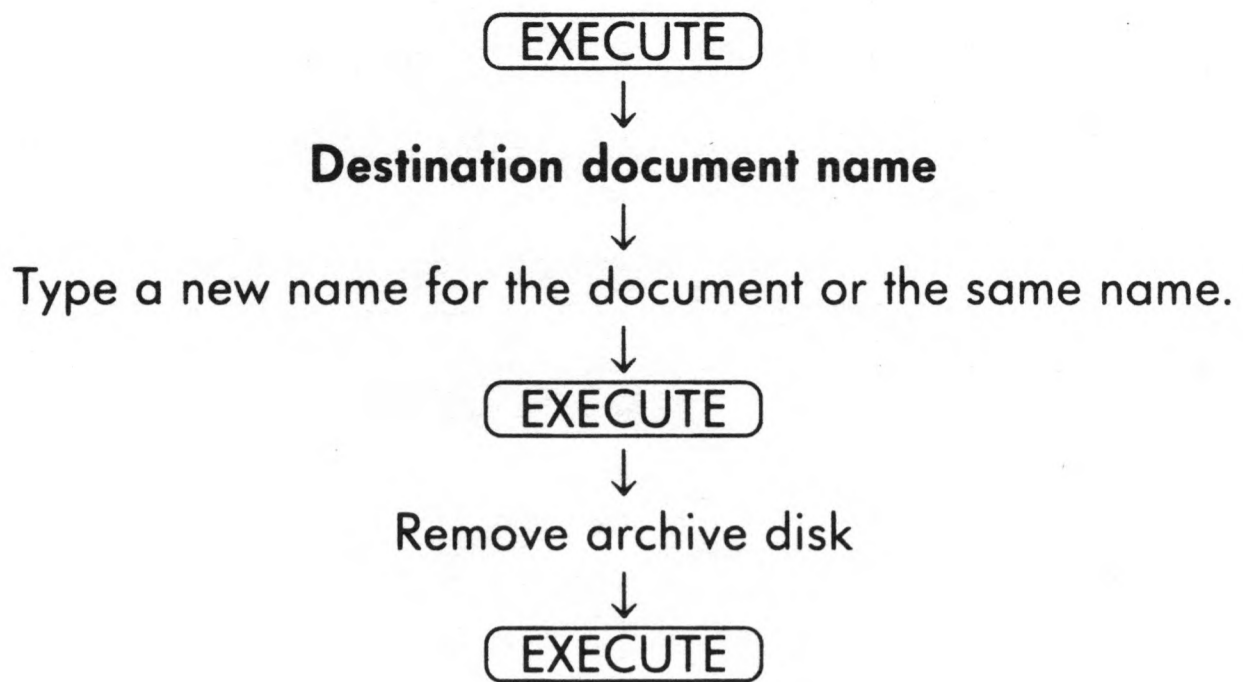 EXECUTE
Destination document name
Type a new name for the document or the same name.
EXECUTE
Remove archive disk
EXECUTE